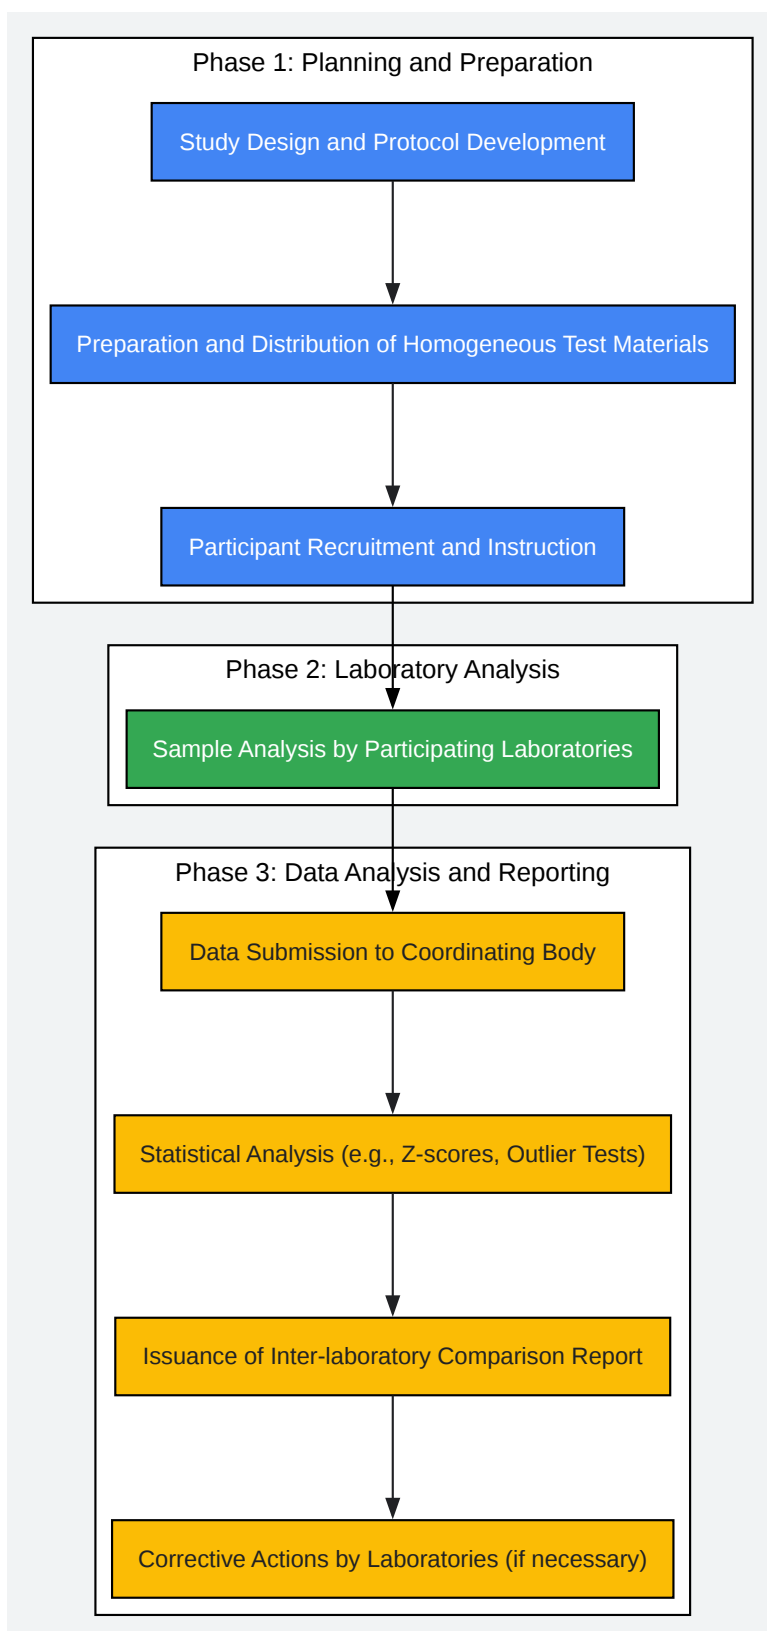 Phase 1: Planning and Preparation
Study Design and Protocol Development
Preparation and Distribution of Homogeneous Test Materials
Participant Recruitment and Instruction
Phase 2: Laboratory Analysis
Sample Analysis by Participating Laboratories
Phase 3: Data Analysis and Reporting
Data Submission to Coordinating Body
Statistical Analysis (e.g., Z-scores, Outlier Tests)
Issuance of Inter-laboratory Comparison Report
Corrective Actions by Laboratories (if necessary)